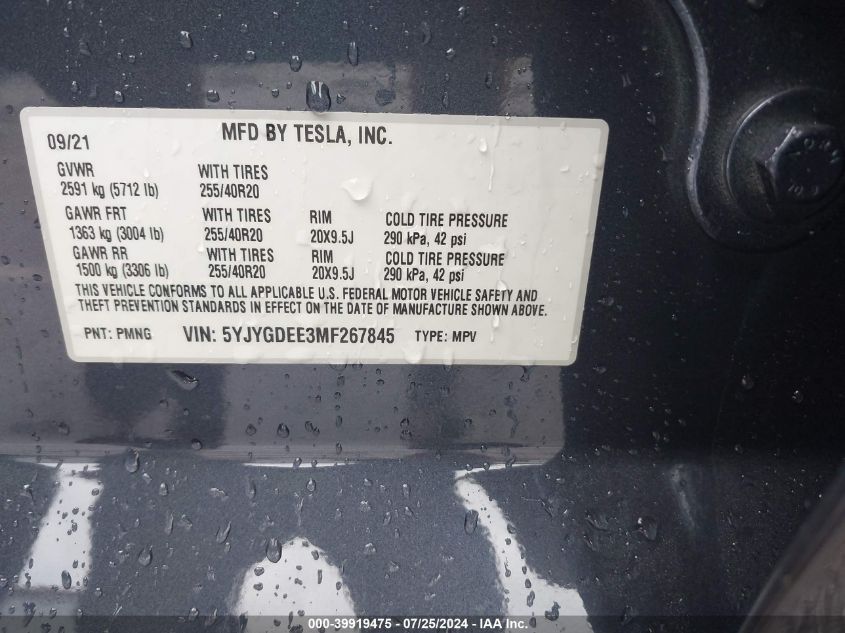 09/21 MFD BY TESLA, INC.
GVWR WITH TIRES
2591 kg (5712 lb) 255/40R20
GAWR FRT WITH TIRES RIM COLD TIRE PRESSURE
1363 kg (3004 lb) 255/40R20 20X9.5J 290 kPa, 42 psi
GAWR RR WITH TIRES RIM COLD TIRE PRESSURE
1500 kg (3306 lb) 255/40R20 20X9.5J 290 kPa, 42 psi
THIS VEHICLE CONFORMS TO ALL APPLICABLE U.S. FEDERAL MOTOR VEHICLE SAFETY AND
THEFT PREVENTION STANDARDS IN EFFECT ON THE DATE OF MANUFACTURE SHOWN ABOVE.
PNT: PMNG VIN: 5YJYGDEE3MF267845 TYPE: MPV
000-39919475 - 07/25/2024 - IAA Inc.